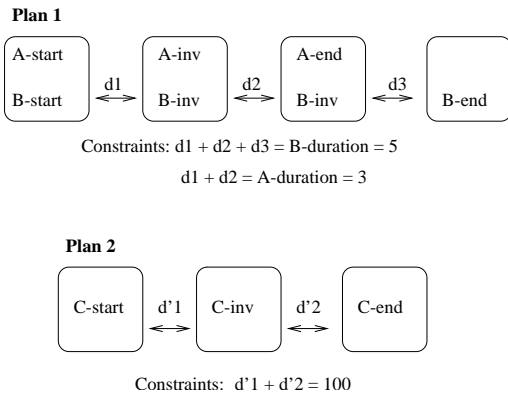 Plan 1
A-start
A-inv
A-end
d1
d2
d3
B-start
B-inv
B-inv
B-end
Constraints: d1 + d2 + d3 = B-duration = 5
d1 + d2 = A-duration = 3
Plan 2
C-start
d'1
C-inv
d'2
C-end
Constraints: d'1 + d'2 = 100